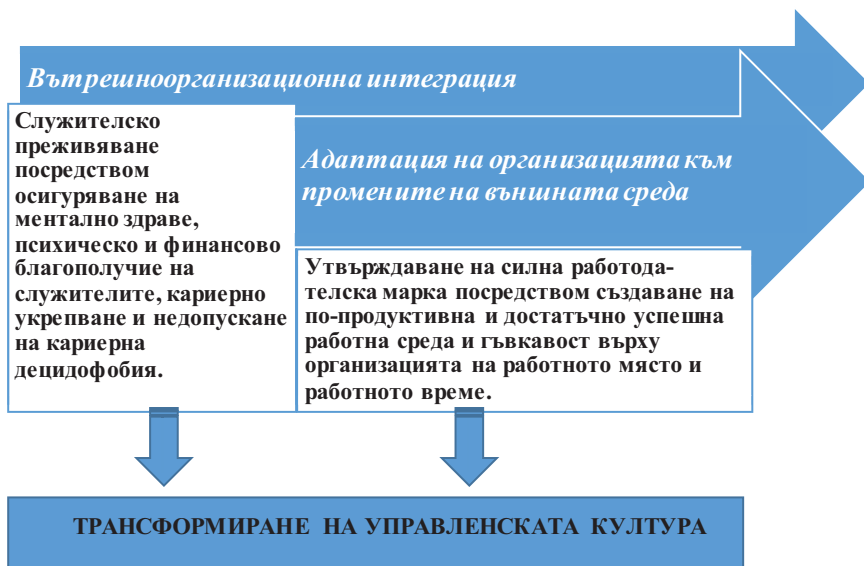 Вътрешноорганизационна интеграция
Служителско
преживяване
посредством
осигуряване на
ментално здраве,
психическо и финансово
благополучие на
служителите, кариерно
укрепване и недопускане
на кариерна
децидофобия.
Адаптация на организацията към
промените на външната среда
Утвърждаване на силна работода-
телска марка посредством създаване на
по-продуктивна и достатъчно успешна
работна среда и гъвкавост върху
организацията на работното място и
работното време.
ТРАНСФОРМИРАНЕ НА УПРАВЛЕНСКАТА КУЛТУРА